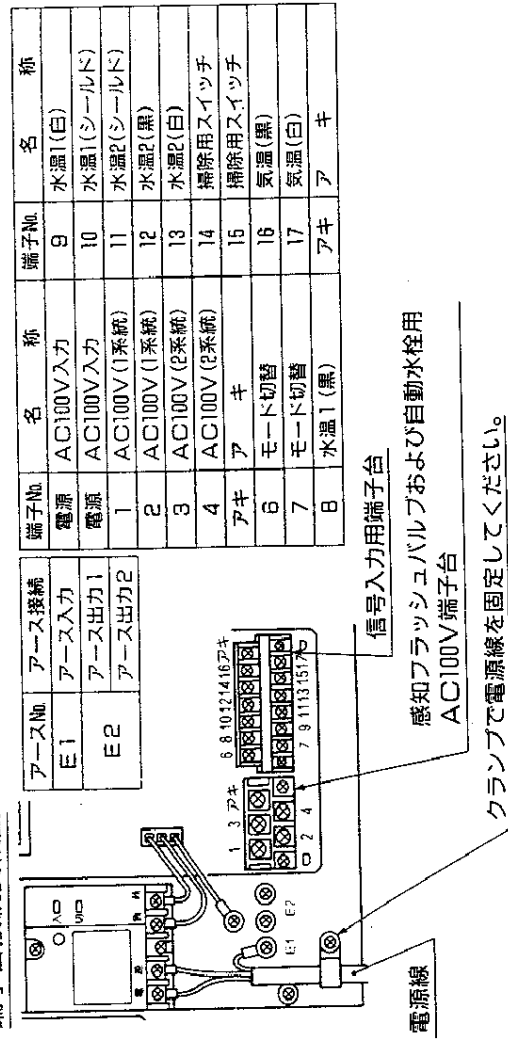 アースNo. アース接続
E1 アース入力
E2 アース出力1
アース出力2
端子No. 名 称 端子No. 名 称
電源 AC100V入力 9 水温1(白)
電源 AC100V入力 10 水温1(シールド)
1 AC100V(1系統) 11 水温2(シールド)
2 AC100V(1系統) 12 水温2(黒)
3 AC100V(2系統) 13 水温2(白)
4 AC100V(2系統) 14 掃除用スイッチ
アキ ア キ 15 掃除用スイッチ
6 モード切替 16 気温(黒)
7 モード切替 17 気温(白)
8 水温1(黒) アキ ア キ
入
切
電 源
1 3 アキ
2 4
6 8 10 12 14 16 アキ
7 9 11 13 15 17
E1 E2
信号入力用端子台
感知フラッシュバルブおよび自動水栓用
AC100V端子台
クランプで電源線を固定してください。
電源線